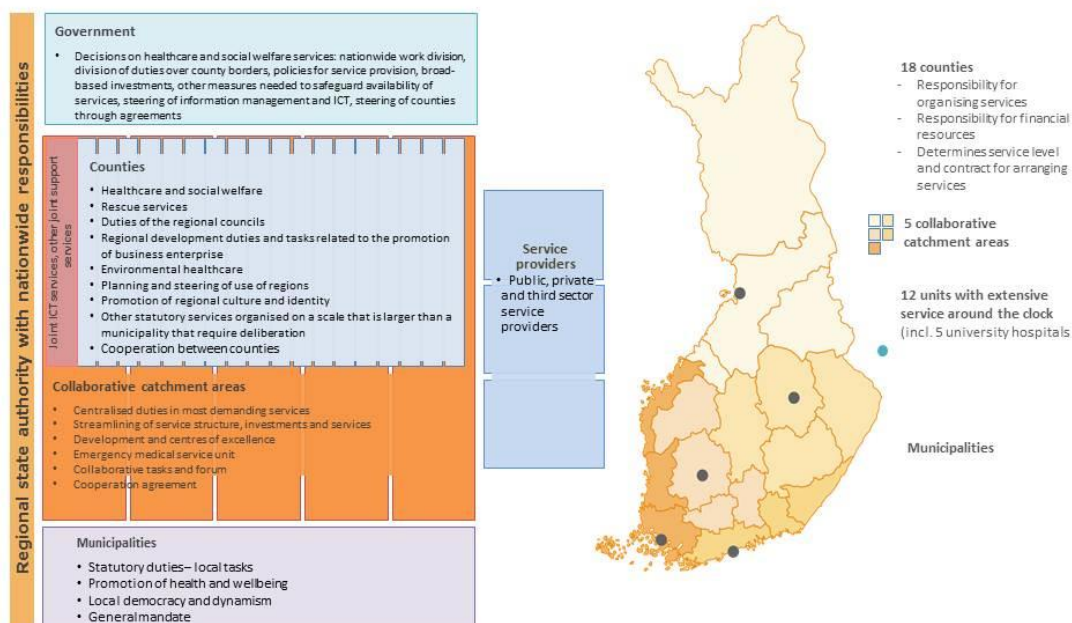 Regional state authority with nationwide responsibilities
Government
• Decisions on healthcare and social welfare services: nationwide work division,
division of duties over county borders, policies for service provision, broad-
based investments, other measures needed to safeguard availability of
services, steering of information management and ICT, steering of counties
through agreements
Joint ICT services, other joint support
services
Counties
• Healthcare and social welfare
• Rescue services
• Duties of the regional councils
• Regional development duties and tasks related to the promotion
of business enterprise
• Environmental healthcare
• Planning and steering of use of regions
• Promotion of regional culture and identity
• Other statutory services organised on a scale that is larger than a
municipality that require deliberation
• Cooperation between counties
Collaborative catchment areas
• Centralised duties in most demanding services
• Streamlining of service structure, investments and services
• Development and centres of excellence
• Emergency medical service unit
• Collaborative tasks and forum
• Cooperation agreement
Municipalities
• Statutory duties – local tasks
• Promotion of health and wellbeing
• Local democracy and dynamism
• General mandate
Service
providers
• Public, private
and third sector
service
providers
18 counties
- Responsibility for
organising services
- Responsibility for financial
resources
- Determines service level
and contract for arranging
services
5 collaborative
catchment areas
12 units with extensive
service around the clock
(incl. 5 university hospitals
Municipalities